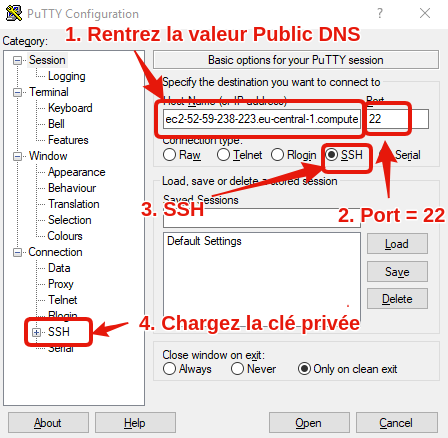 PuTTY Configuration
? ×
1. Rentrez la valeur Public DNS
Category:
Session
Logging
Terminal
Keyboard
Bell
Features
Window
Appearance
Behaviour
Translation
Selection
Colours
Connection
Data
Proxy
Telnet
Rlogin
SSH
Serial
Basic options for your PuTTY session
Specify the destination you want to connect to
Host Name (or IP address) Port
ec2-52-59-238-223.eu-central-1.compute 22
Connection type:
Raw Telnet Rlogin SSH Serial
3. SSH
2. Port = 22
Load, save or delete a stored session
Saved Sessions
Default Settings
Load
Save
Delete
4. Chargez la clé privée
Close window on exit:
Always Never Only on clean exit
About Help Open Cancel